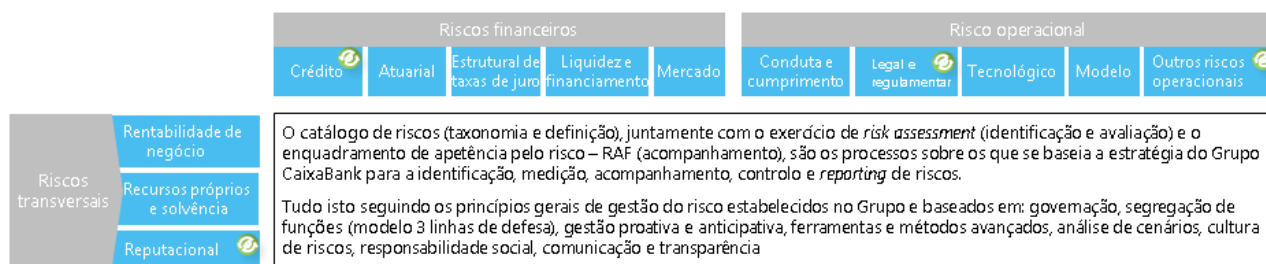 Riscos financeiros
Risco operacional
Crédito
Atuarial
Estrutural de
taxas de juro
Liquidez e
financiamento
Mercado
Conduta e
cumprimento
Legal e
regulamentar
Tecnológico
Modelo
Outros riscos
operacionais
Riscos
transversais
Rentabilidade de
negócio
Recursos próprios
e solvência
Reputacional
O catálogo de riscos (taxonomia e definição), juntamente com o exercício de risk assessment (identificação e avaliação) e o
enquadramento de apetência pelo risco – RAF (acompanhamento), são os processos sobre os que se baseia a estratégia do Grupo
CaixaBank para a identificação, medição, acompanhamento, controlo e reporting de riscos.
Tudo isto seguindo os princípios gerais de gestão do risco estabelecidos no Grupo e baseados em: governação, segregação de
funções (modelo 3 linhas de defesa), gestão proativa e anticipativa, ferramentas e métodos avançados, análise de cenários, cultura
de riscos, responsabilidade social, comunicação e transparência